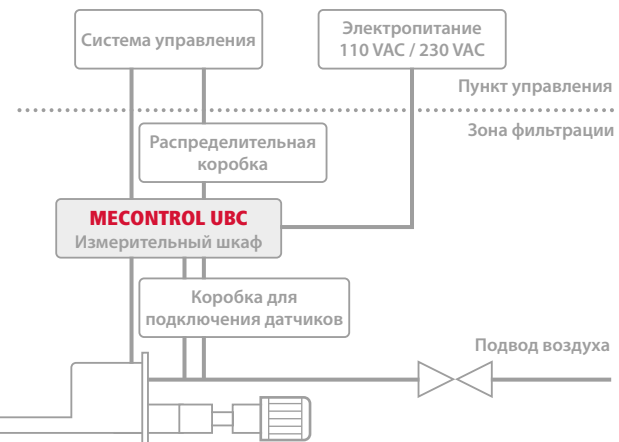 Система управления
Электропитание
110 VAC / 230 VAC
Пункт управления
Зона фильтрации
Распределительная
коробка
MECONTROL UBC
Измерительный шкаф
Коробка для
подключения датчиков
Подвод воздуха